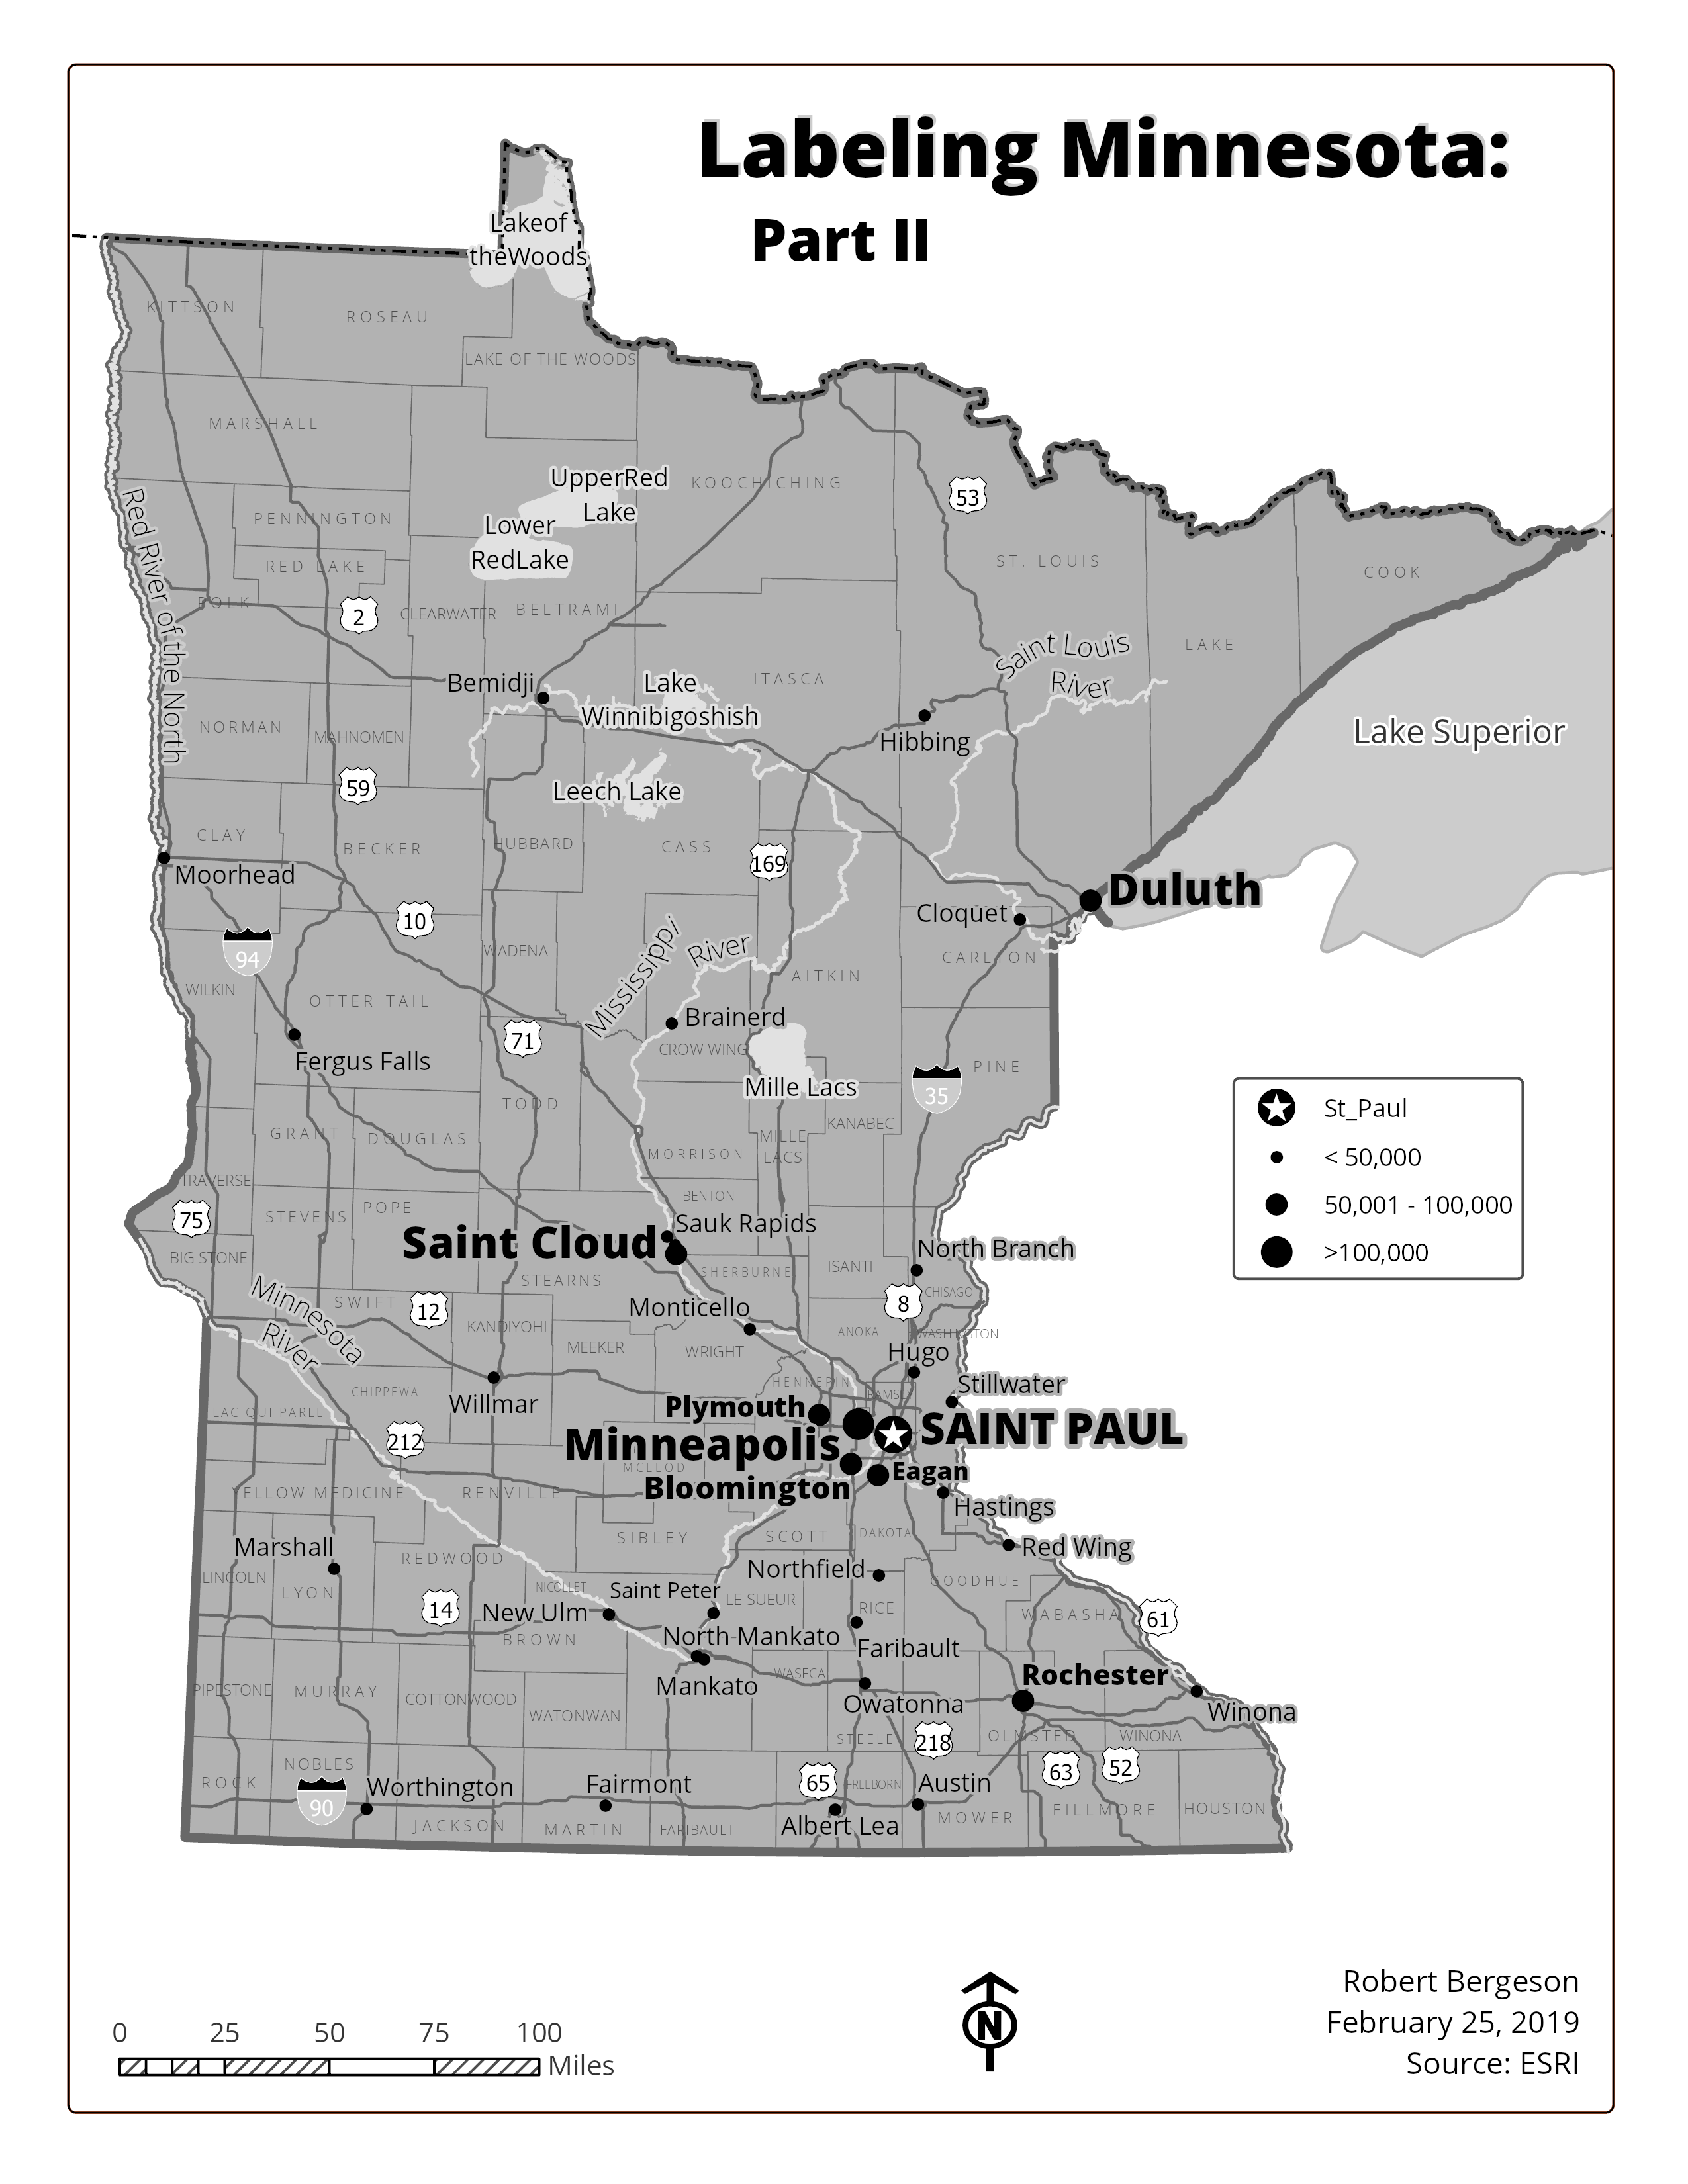 Labeling Minnesota:
Part II
Lakeof
theWoods
KITTSON
ROSEAU
LAKE OF THE WOODS
MARSHALL
UpperRed
Lake
KOOCHICHING
53
Lower
RedLake
PENNINGTON
RED LAKE
ST. LOUIS
COOK
Red River of the North
POLK
2
CLEARWATER
BELTRAMI
Saint Louis
River
LAKE
Bemidji
Lake
Winnibigoshish
ITASCA
NORMAN
MAHNOMEN
Hibbing
Lake Superior
59
Leech Lake
CLAY
BECKER
HUBBARD
CASS
169
Moorhead
Duluth
10
Cloquet
94
WADENA
Mississippi
River
AITKIN
CARLTON
WILKIN
OTTER TAIL
Brainerd
71
CROW WING
Fergus Falls
Mille Lacs
35
PINE
TODD
GRANT
DOUGLAS
MORRISON
MILLE
LACS
KANABEC
St_Paul
< 50,000
50,001 - 100,000
>100,000
TRAVERSE
BENTON
75
STEVENS
POPE
Sauk Rapids
Saint Cloud
North Branch
BIG STONE
STEARNS
SHERBURNE
ISANTI
CHISAGO
Minnesota
River
SWIFT
12
Monticello
8
KANDIYOHI
MEEKER
WRIGHT
ANOKA
WASHINGTON
Hugo
CHIPPEWA
Willmar
HENNEPIN
RAMSEY
Stillwater
LAC QUI PARLE
Plymouth
SAINT PAUL
212
Minneapolis
MCLEOD
Eagan
Bloomington
YELLOW MEDICINE
RENVILLE
Hastings
SIBLEY
SCOTT
DAKOTA
Red Wing
Marshall
REDWOOD
Northfield
LINCOLN
LYON
NICOLLET
Saint Peter
LE SUEUR
GOODHUE
14
New Ulm
RICE
WABASHA
61
BROWN
North Mankato
Faribault
Mankato
WASECA
Rochester
PIPESTONE
MURRAY
COTTONWOOD
WATONWAN
Owatonna
Winona
STEELE
218
OLMSTED
WINONA
NOBLES
ROCK
90
Worthington
Fairmont
65
FREEBORN
Austin
63
52
JACKSON
MARTIN
FARIBAULT
Albert Lea
MOWER
FILLMORE
HOUSTON
N
Robert Bergeson
February 25, 2019
Source: ESRI
0 25 50 75 100
Miles